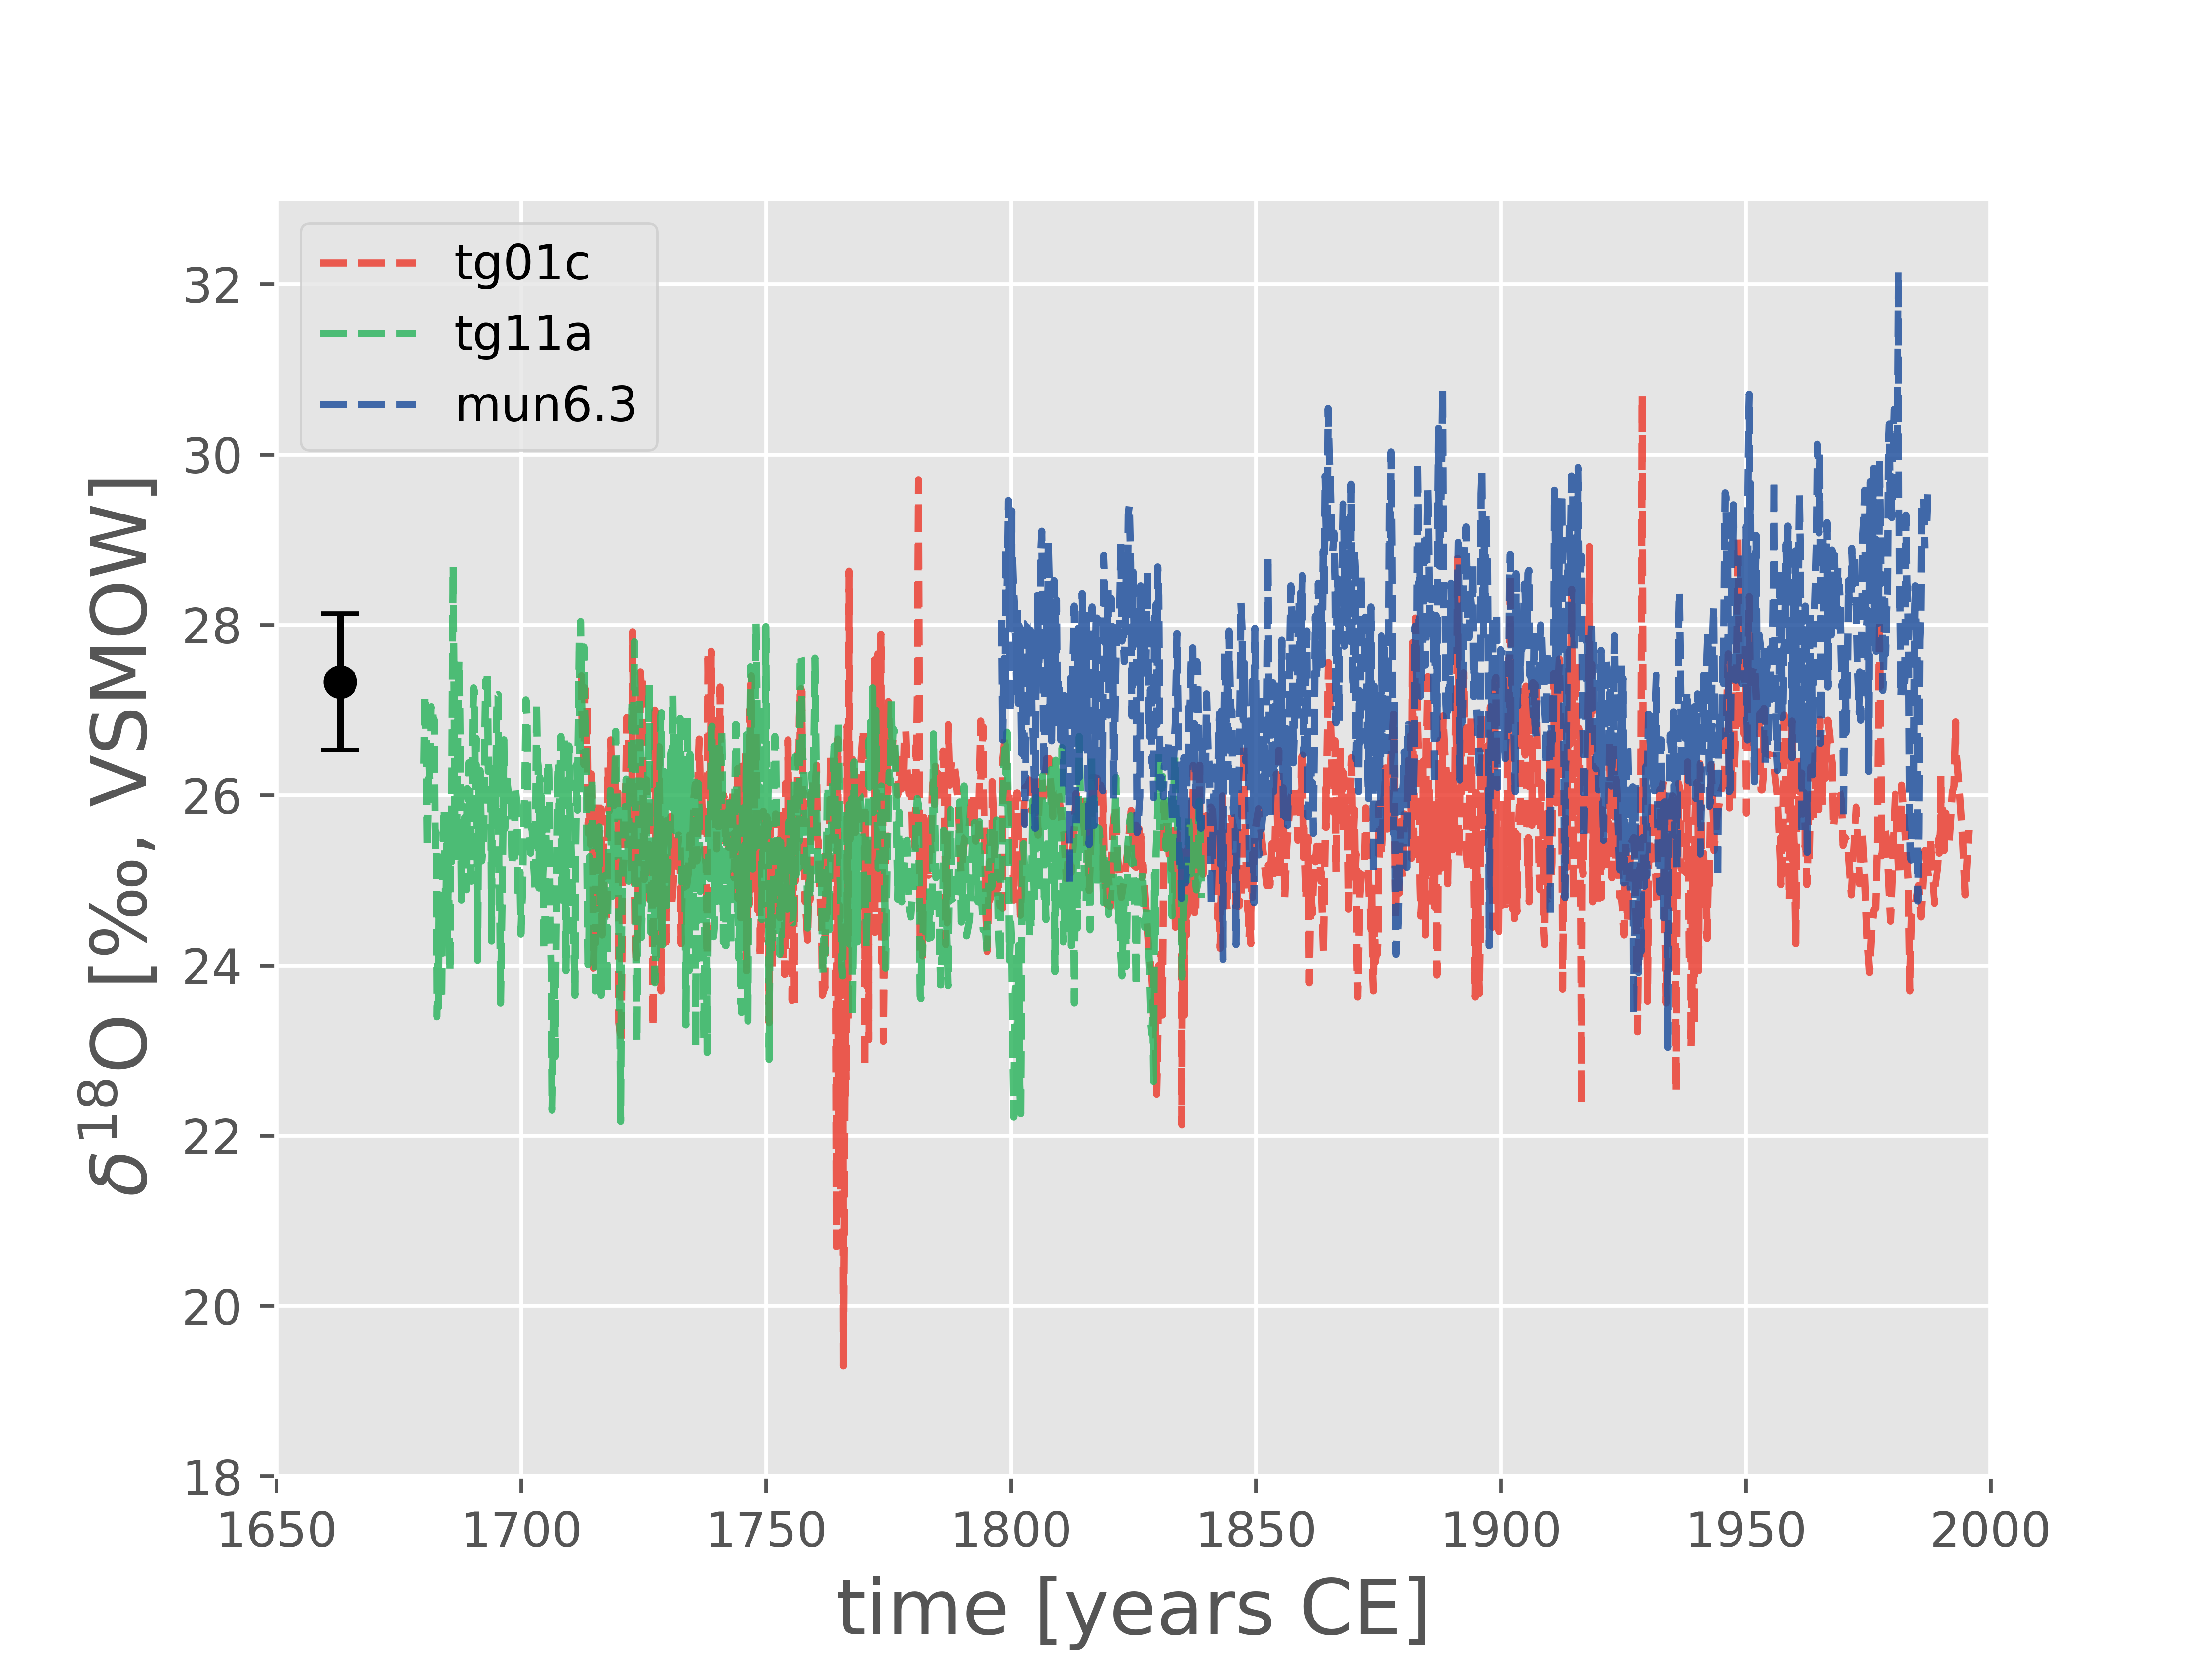 tg01c
tg11a
mun6.3
δ¹⁸O [‰, VSMOW]
32
30
28
26
24
22
20
18
1650 1700 1750 1800 1850 1900 1950 2000
time [years CE]